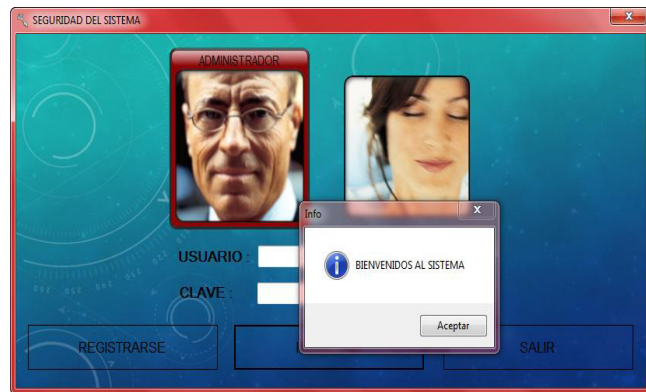 SEGURIDAD DEL SISTEMA
ADMINISTRADOR
Info
USUARIO :
BIENVENIDOS AL SISTEMA
CLAVE :
Aceptar
REGISTRARSE
SALIR